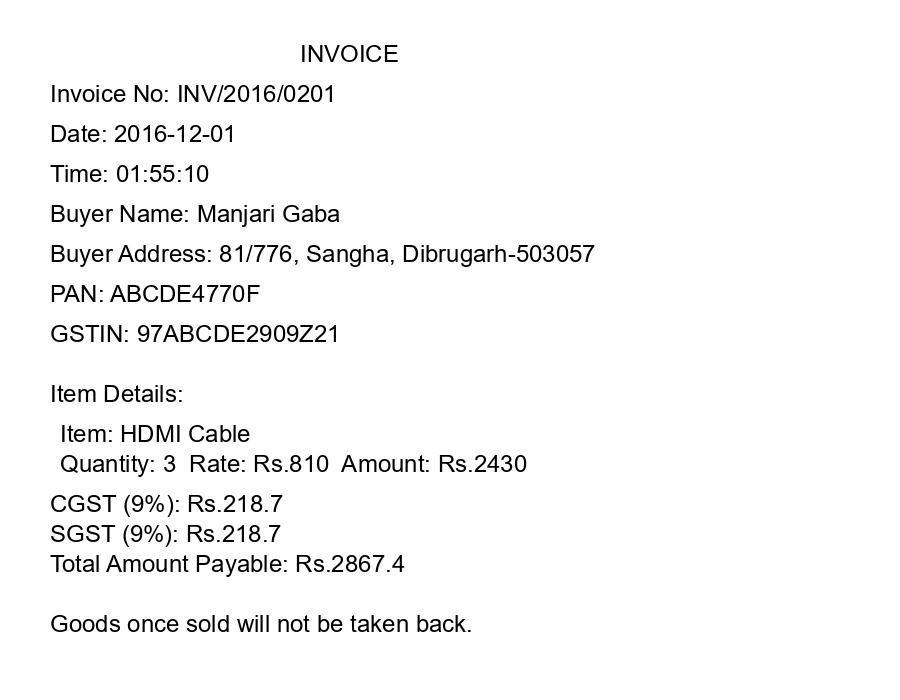 INVOICE
Invoice No: INV/2016/0201
Date: 2016-12-01
Time: 01:55:10
Buyer Name: Manjari Gaba
Buyer Address: 81/776, Sangha, Dibrugarh-503057
PAN: ABCDE4770F
GSTIN: 97ABCDE2909Z21
Item Details:
Item: HDMI Cable
Quantity: 3  Rate: Rs.810  Amount: Rs.2430
CGST (9%): Rs.218.7
SGST (9%): Rs.218.7
Total Amount Payable: Rs.2867.4
Goods once sold will not be taken back.